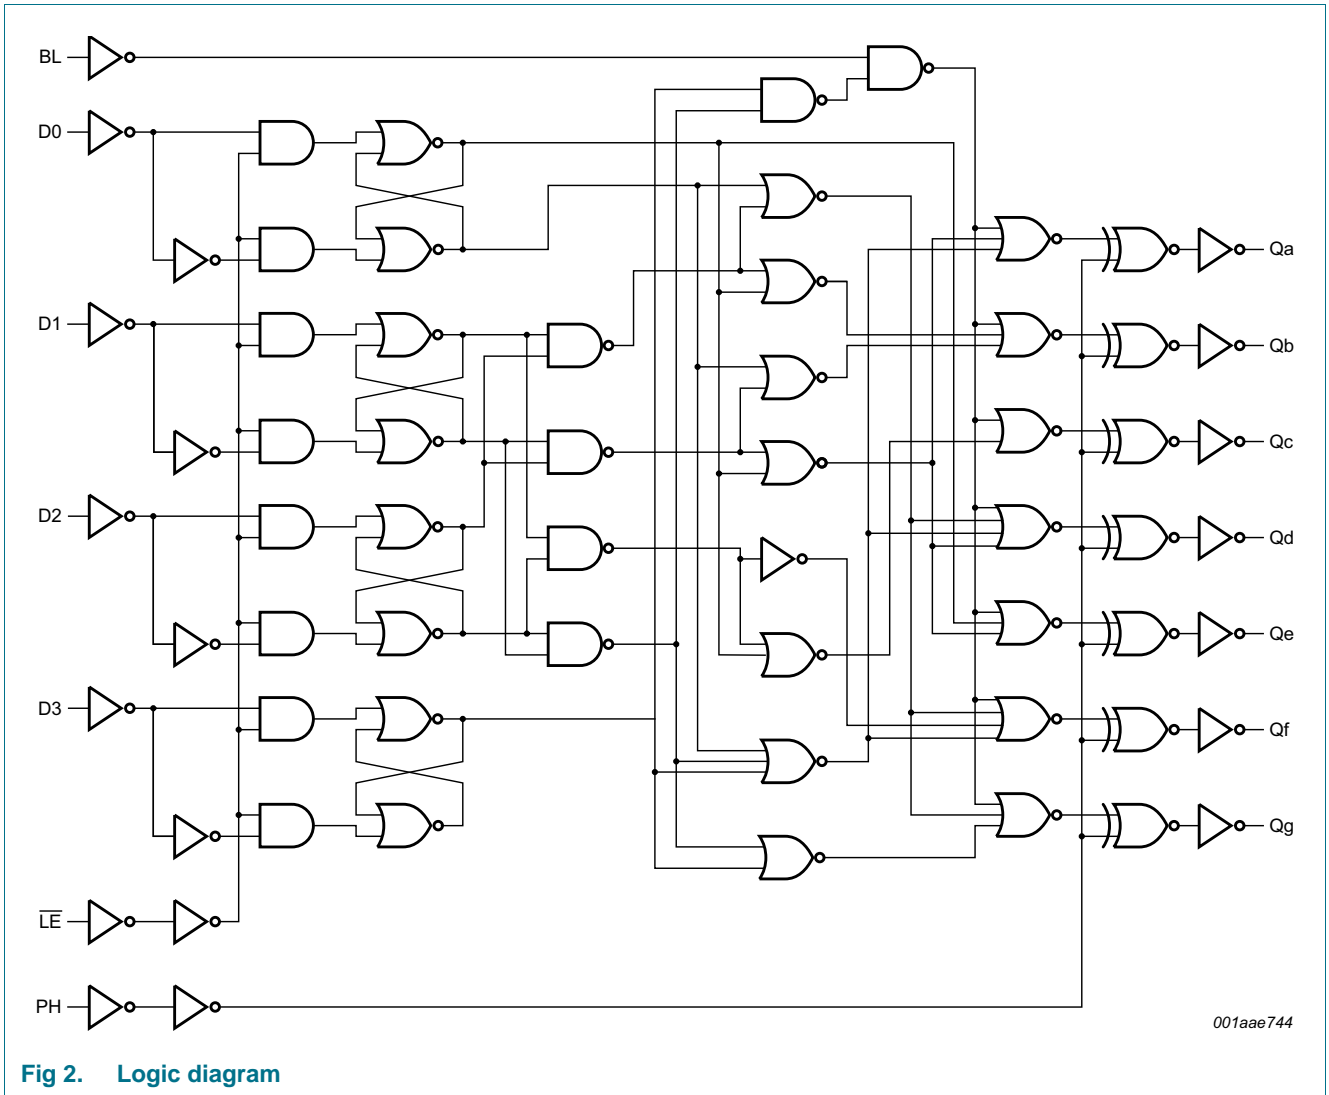 BL
D0
D1
D2
D3
LE
PH
Qa
Qb
Qc
Qd
Qe
Qf
Qg
001aae744
Fig 2. Logic diagram